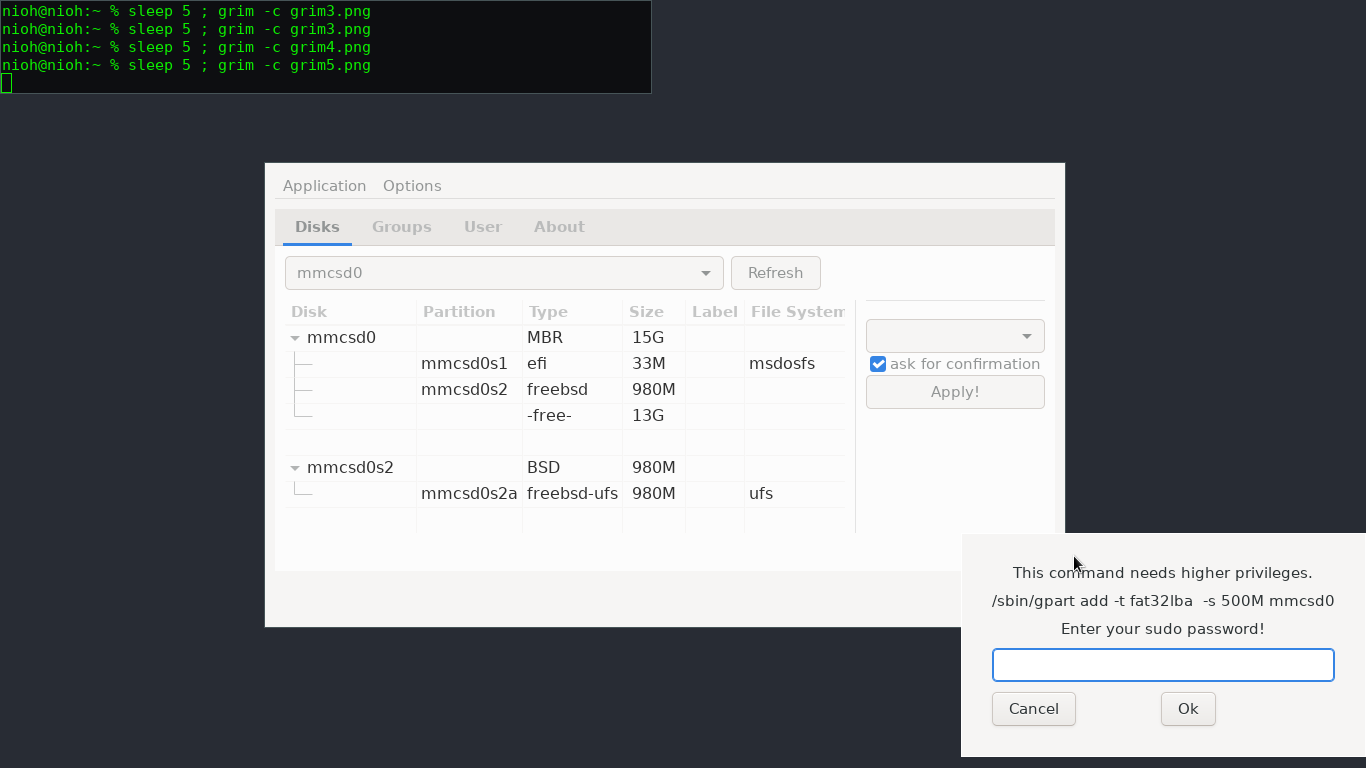 nioh@nioh:~ % sleep 5 ; grim -c grim3.png
nioh@nioh:~ % sleep 5 ; grim -c grim3.png
nioh@nioh:~ % sleep 5 ; grim -c grim4.png
nioh@nioh:~ % sleep 5 ; grim -c grim5.png
Application Options
Disks Groups User About
mmcsd0 Refresh
Disk Partition Type Size Label File System
mmcsd0 MBR 15G
mmcsd0s1 efi 33M msdosfs
mmcsd0s2 freebsd 980M
-free- 13G
mmcsd0s2 BSD 980M
mmcsd0s2a freebsd-ufs 980M ufs
ask for confirmation
Apply!
This command needs higher privileges.
/sbin/gpart add -t fat32lba  -s 500M mmcsd0
Enter your sudo password!
Cancel Ok